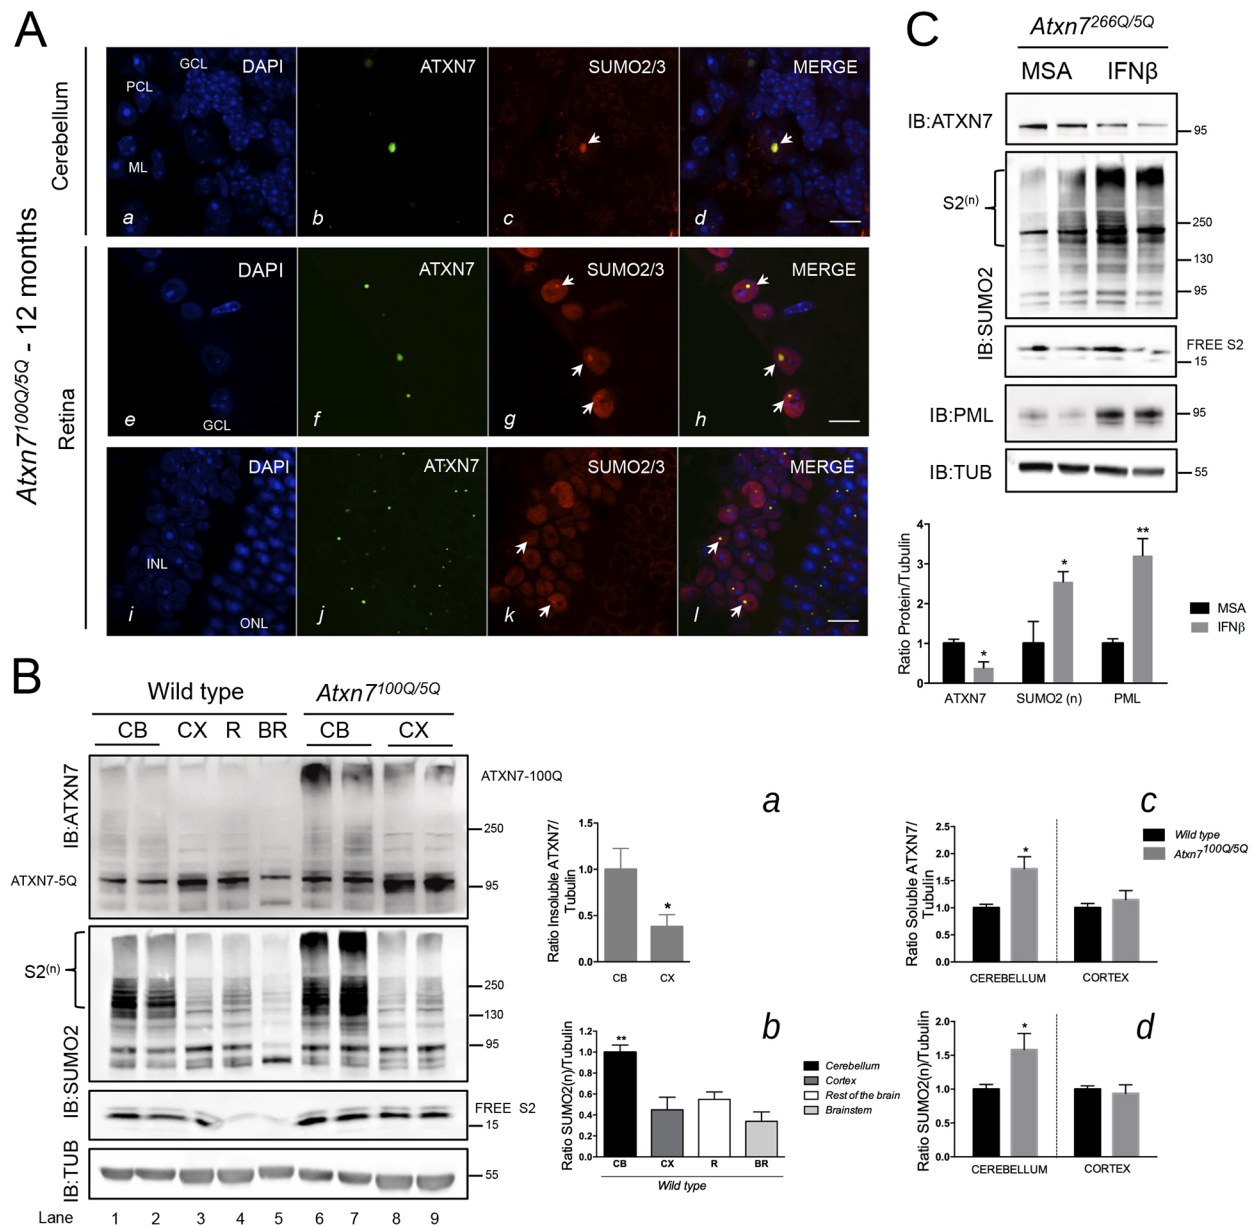 A
Atxn7 100Q/5Q - 12 months
Cerebellum
GCL
DAPI
PCL
ML
a
ATXN7
b
SUMO2/3
c
MERGE
d
Retina
DAPI
GCL
e
ATXN7
f
SUMO2/3
g
MERGE
h
DAPI
INL
ONL
i
ATXN7
j
SUMO2/3
k
MERGE
l
B
Wild type
Atxn7 100Q/5Q
CB CX R BR CB CX
IB:ATXN7
ATXN7-100Q
250
ATXN7-5Q
95
IB:SUMO2
S2(n)
250
130
95
FREE S2
15
IB:TUB
55
Lane 1 2 3 4 5 6 7 8 9
a
Ratio Insoluble ATXN7/
Tubulin
1.5
1.0
0.5
0.0
*
CB CX
b
Ratio SUMO2(n)/Tubulin
1.2
1.0
0.8
0.6
0.4
0.2
0.0
**
CB CX R BR
Wild type
Cerebellum
Cortex
Rest of the brain
Brainstem
C
Atxn7 266Q/5Q
MSA IFNβ
IB:ATXN7
95
IB:SUMO2
S2(n)
250
130
95
FREE S2
15
IB:PML
95
IB:TUB
55
Ratio Protein/Tubulin
4
3
2
1
0
*
*
**
ATXN7 SUMO2 (n) PML
MSA
IFNβ
c
Ratio Soluble ATXN7/
Tubulin
2.5
2.0
1.5
1.0
0.5
0.0
*
CEREBELLUM CORTEX
Wild type
Atxn7 100Q/5Q
d
Ratio SUMO2(n)/Tubulin
2.0
1.5
1.0
0.5
0.0
*
CEREBELLUM CORTEX